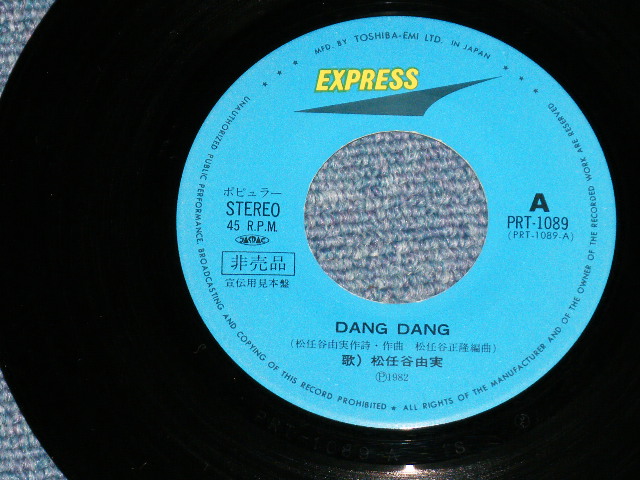 MFD. BY TOSHIBA-EMI LTD. IN JAPAN
EXPRESS
ポピュラー
STEREO
45 R.P.M.
JASRAC
非売品
宣伝用見本盤
A
PRT-1089
(PRT-1089-A)
DANG DANG
(松任谷由実作詩・作曲 松任谷正隆編曲)
歌) 松任谷由実
Ⓟ1982
UNAUTHORIZED PUBLIC PERFORMANCE, BROADCASTING AND COPYING OF THIS RECORD PROHIBITED ★ ALL RIGHTS OF THE MANUFACTURER AND OF THE OWNER OF THE RECORDED WORK ARE RESERVED
PRT-1089-A